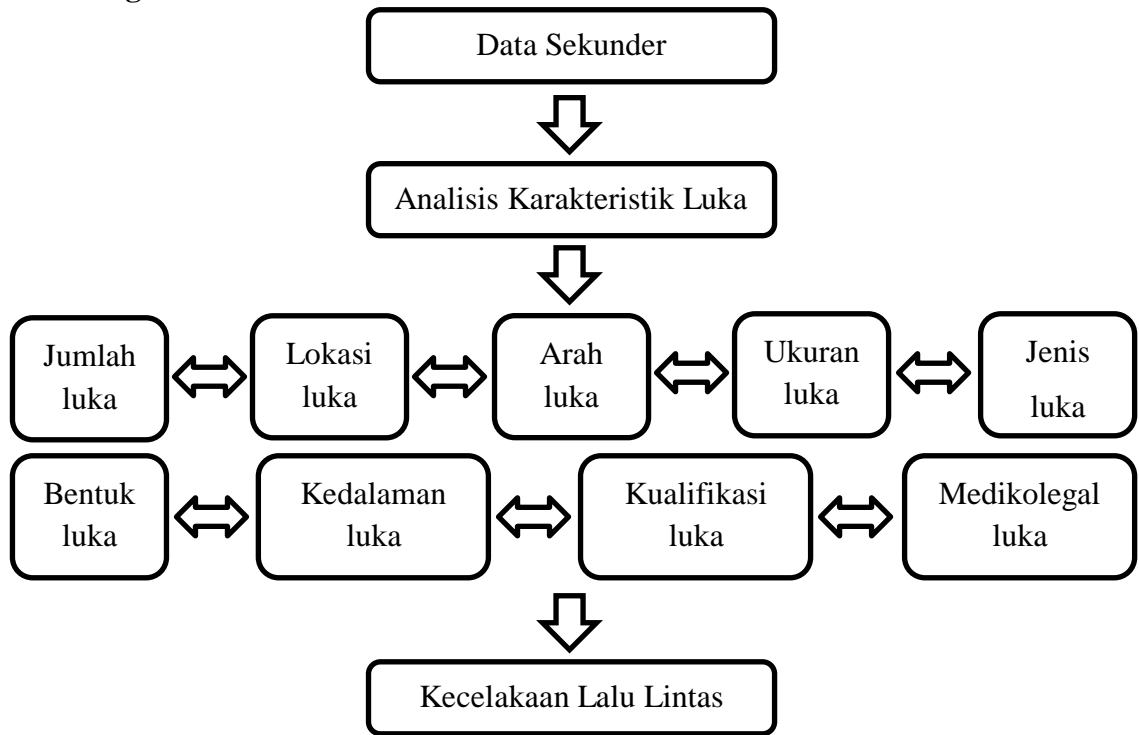 Data Sekunder
Analisis Karakteristik Luka
Jumlah
luka
Lokasi
luka
Arah
luka
Ukuran
luka
Jenis
luka
Bentuk
luka
Kedalaman
luka
Kualifikasi
luka
Medikolegal
luka
Kecelakaan Lalu Lintas